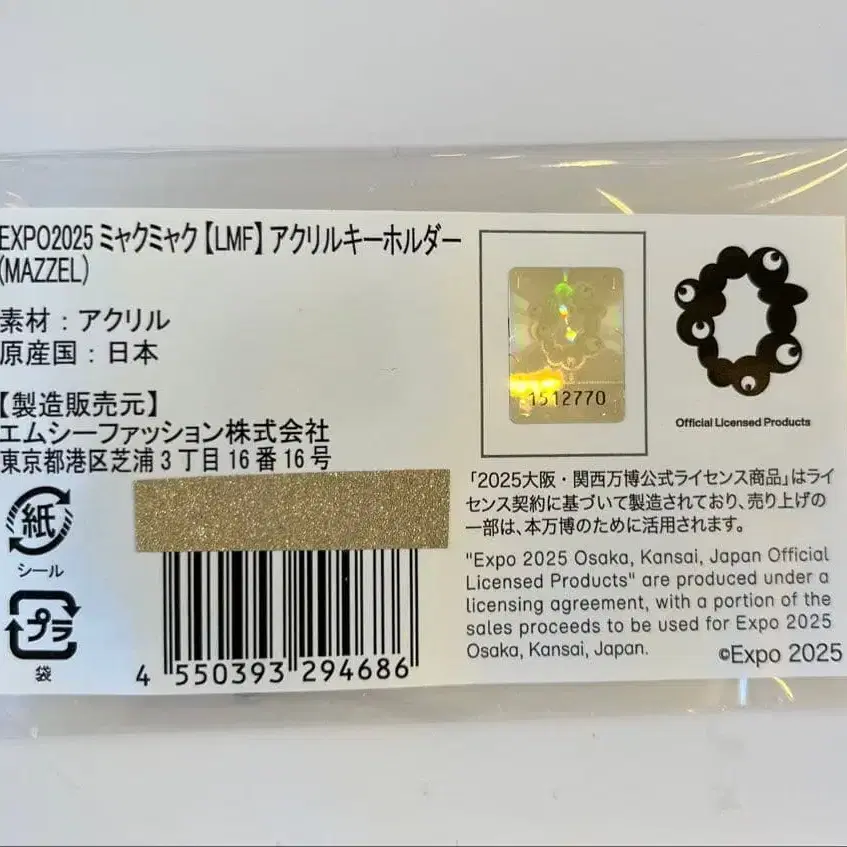 EXPO2025 ミャクミャク【LMF】アクリルキーホルダー
(MAZZEL)
素材：アクリル
原産国：日本
【製造販売元】
エムシーファッション株式会社
東京都港区芝浦3丁目16番16号
紙
シール
プラ
袋
4 550393 294686
1512770
Official Licensed Products
「2025大阪・関西万博公式ライセンス商品」はライ
センス契約に基づいて製造されており、売り上げの
一部は、本万博のために活用されます。
"Expo 2025 Osaka, Kansai, Japan Official
Licensed Products" are produced under a
licensing agreement, with a portion of the
sales proceeds to be used for Expo 2025
Osaka, Kansai, Japan.
©Expo 2025